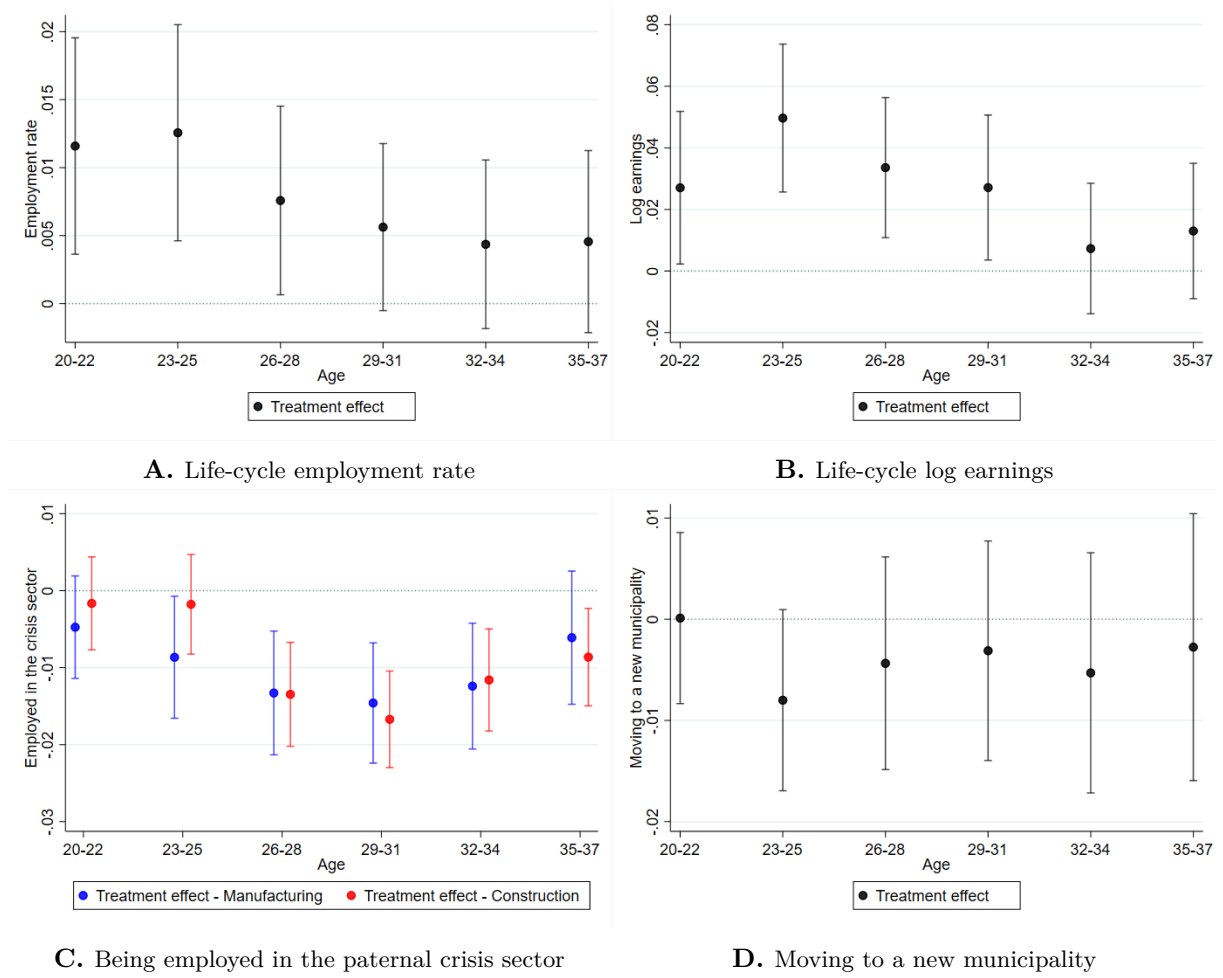 Employment rate
.02
.015
.01
.005
0
20-22 23-25 26-28 29-31 32-34 35-37
Age
Treatment effect
A. Life-cycle employment rate
Log earnings
.08
.06
.04
.02
0
-.02
20-22 23-25 26-28 29-31 32-34 35-37
Age
Treatment effect
B. Life-cycle log earnings
Employed in the crisis sector
.01
0
-.01
-.02
-.03
20-22 23-25 26-28 29-31 32-34 35-37
Age
Treatment effect - Manufacturing Treatment effect - Construction
C. Being employed in the paternal crisis sector
Moving to a new municipality
.01
0
-.01
-.02
20-22 23-25 26-28 29-31 32-34 35-37
Age
Treatment effect
D. Moving to a new municipality